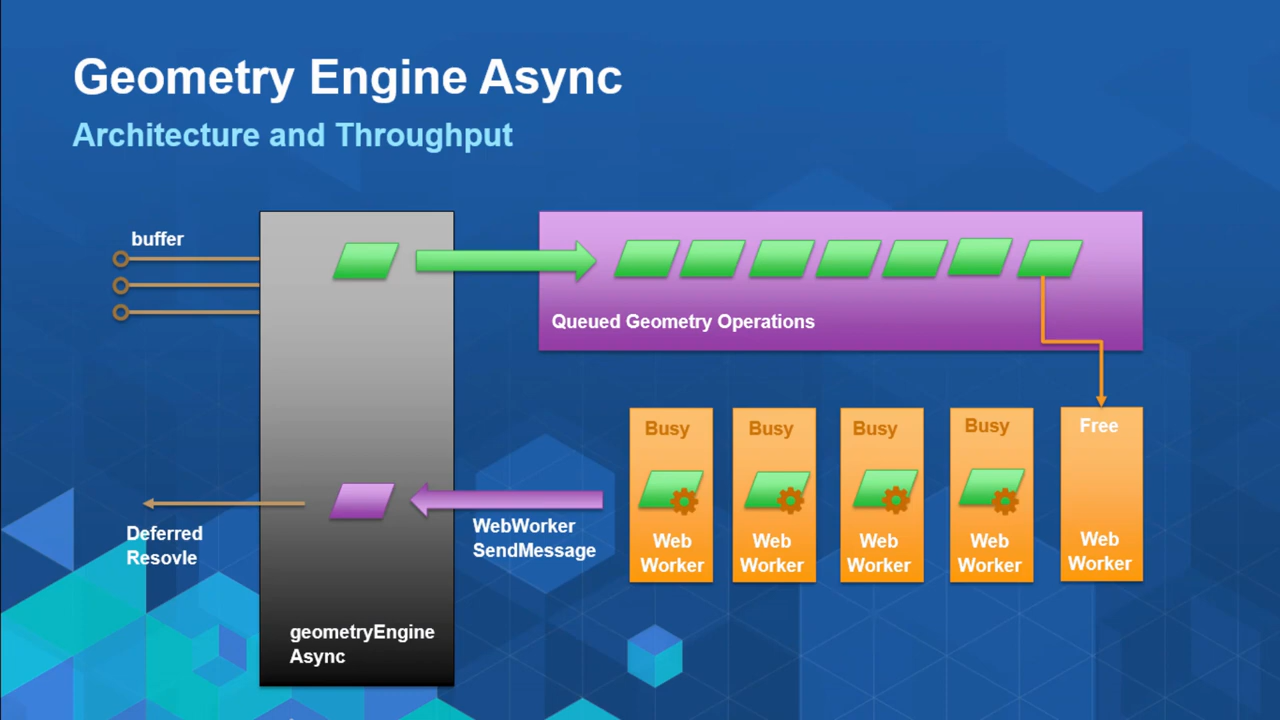 Geometry Engine Async
Architecture and Throughput
buffer
Queued Geometry Operations
Busy
Busy
Busy
Busy
Free
Deferred
Resovle
WebWorker
SendMessage
Web
Worker
Web
Worker
Web
Worker
Web
Worker
Web
Worker
geometryEngine
Async